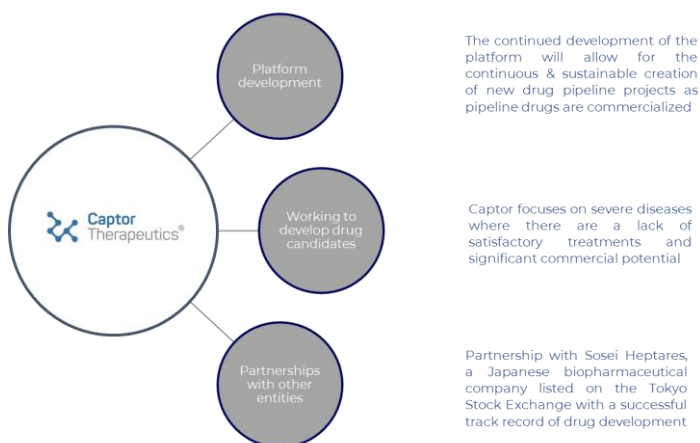 Platform
development
The continued development of the
platform will allow for the
continuous & sustainable creation
of new drug pipeline projects as
pipeline drugs are commercialized
Captor
Therapeutics®
Working to
develop drug
candidates
Captor focuses on severe diseases
where there are a lack of
satisfactory treatments and
significant commercial potential
Partnerships
with other
entities
Partnership with Sosei Heptares,
a Japanese biopharmaceutical
company listed on the Tokyo
Stock Exchange with a successful
track record of drug development